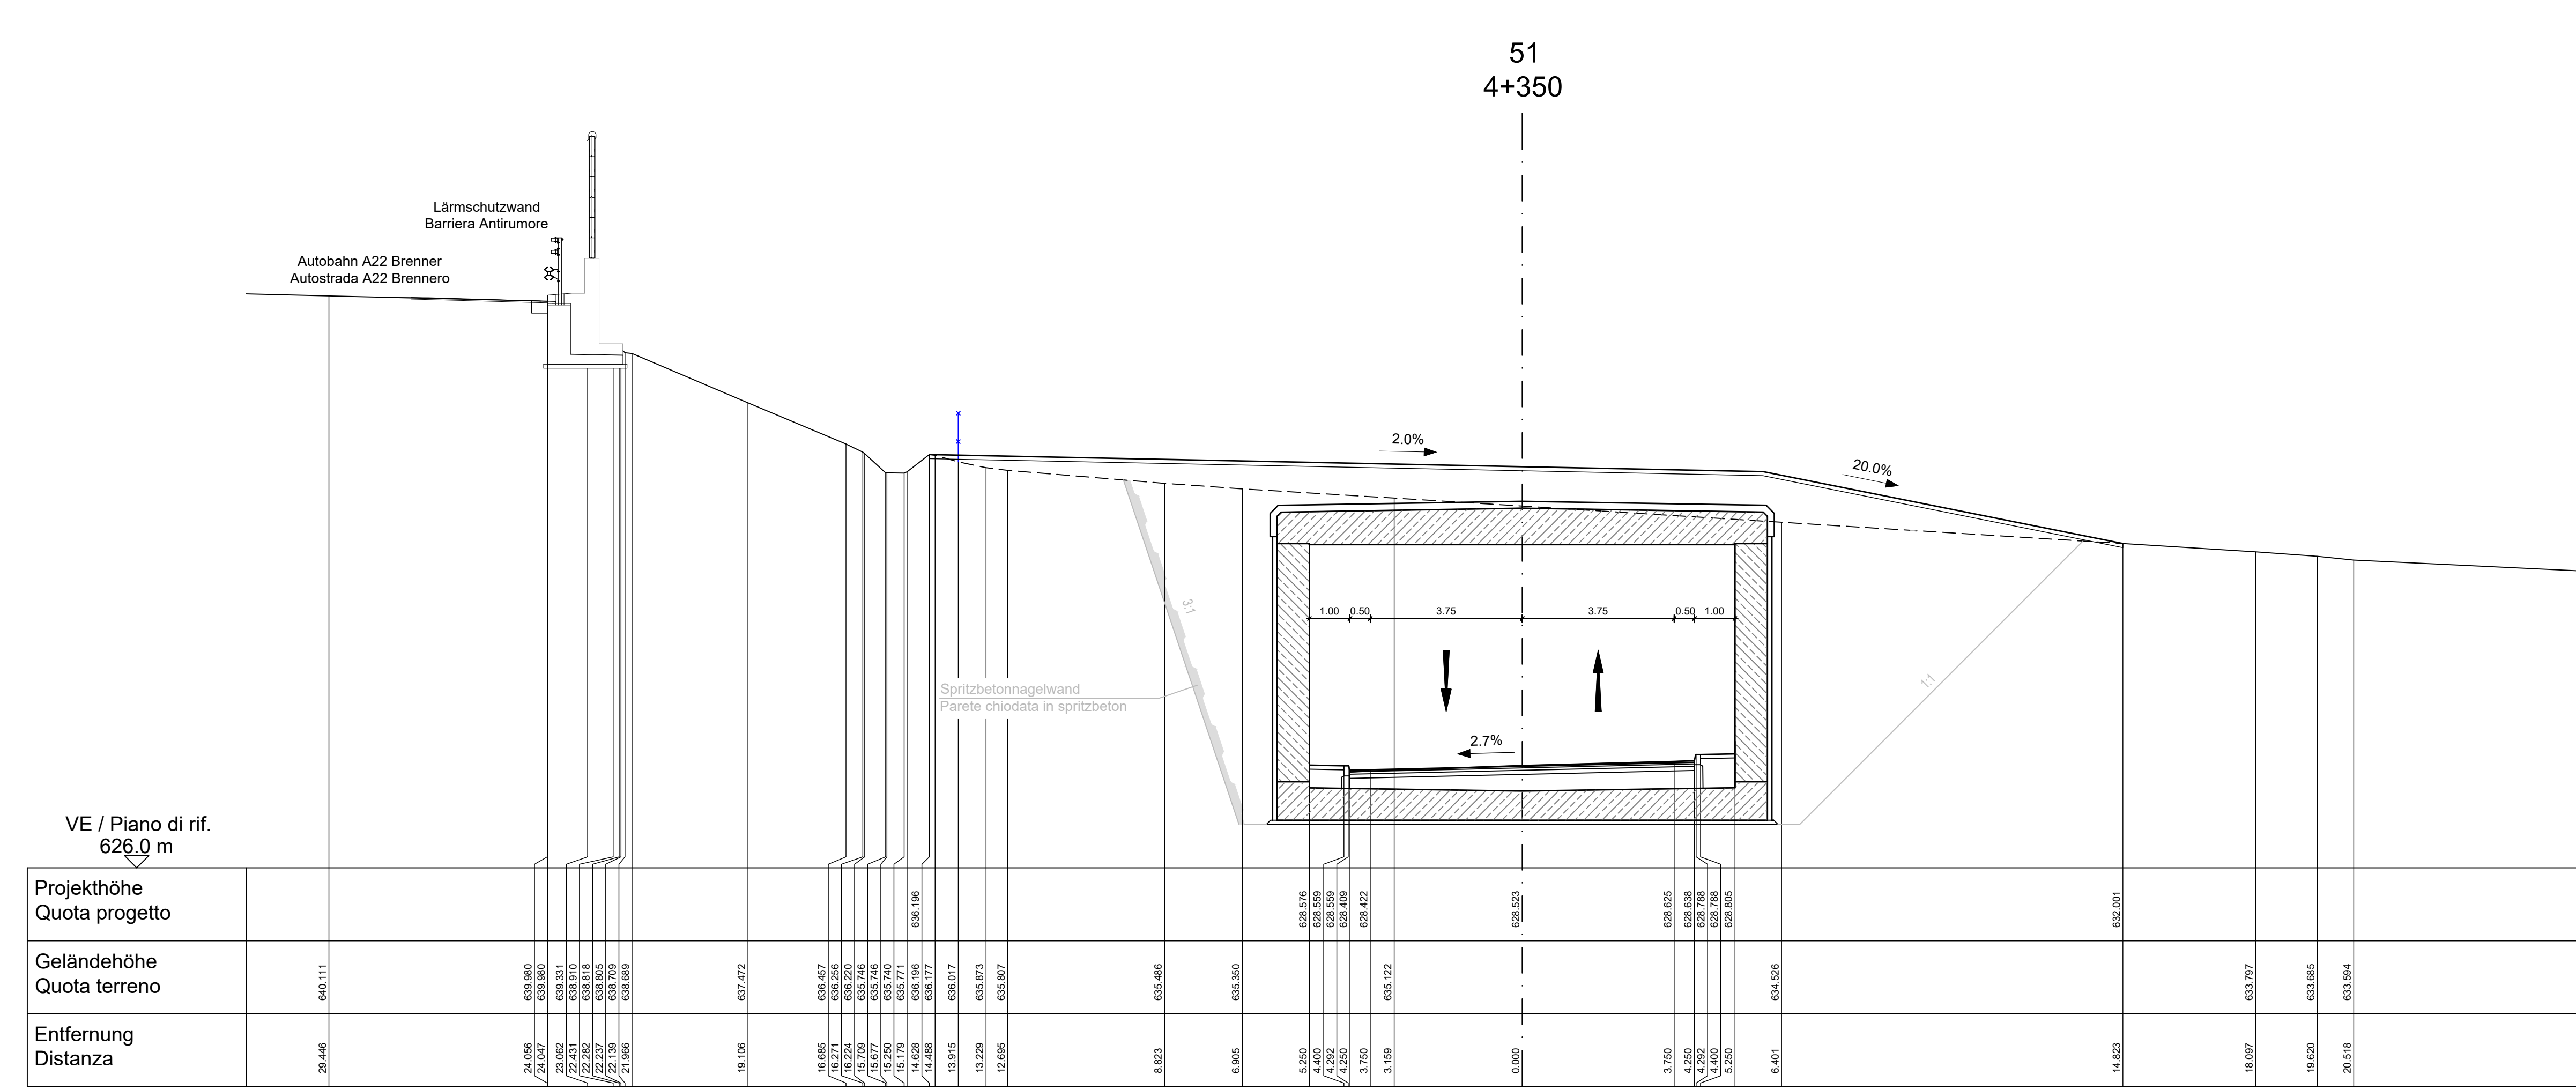 51
4+350
Lärmschutzwand
Barriera Antirumore
Autobahn A22 Brenner
Autostrada A22 Brennero
2.0%
20.0%
3:1
1.00 0.50 3.75 3.75 0.50 1.00
1:1
Spritzbetonnagelwand
Parete chiodata in spritzbeton
2.7%
VE / Piano di rif.
626.0 m
Projekthöhe
Quota progetto
636.196 628.576 628.559 628.559 628.409 628.422 628.523 628.625 628.638 628.788 628.788 628.805 632.001
Geländehöhe
Quota terreno
640.111 639.980 639.980 639.331 638.910 638.818 638.805 638.709 638.689 637.472 636.457 636.256 636.220 635.746 635.746 635.740 635.771 636.196 636.177 636.017 635.873 635.807 635.486 635.350 635.122 634.526 633.797 633.685 633.594
Entfernung
Distanza
29.446 24.056 24.047 23.062 22.431 22.282 22.237 22.139 21.966 19.106 16.685 16.271 16.224 15.709 15.677 15.250 15.179 14.628 14.488 13.915 13.229 12.695 8.823 6.905 5.250 4.400 4.292 4.250 3.750 3.159 0.000 3.750 4.250 4.292 4.400 5.250 6.401 14.823 18.097 19.620 20.518